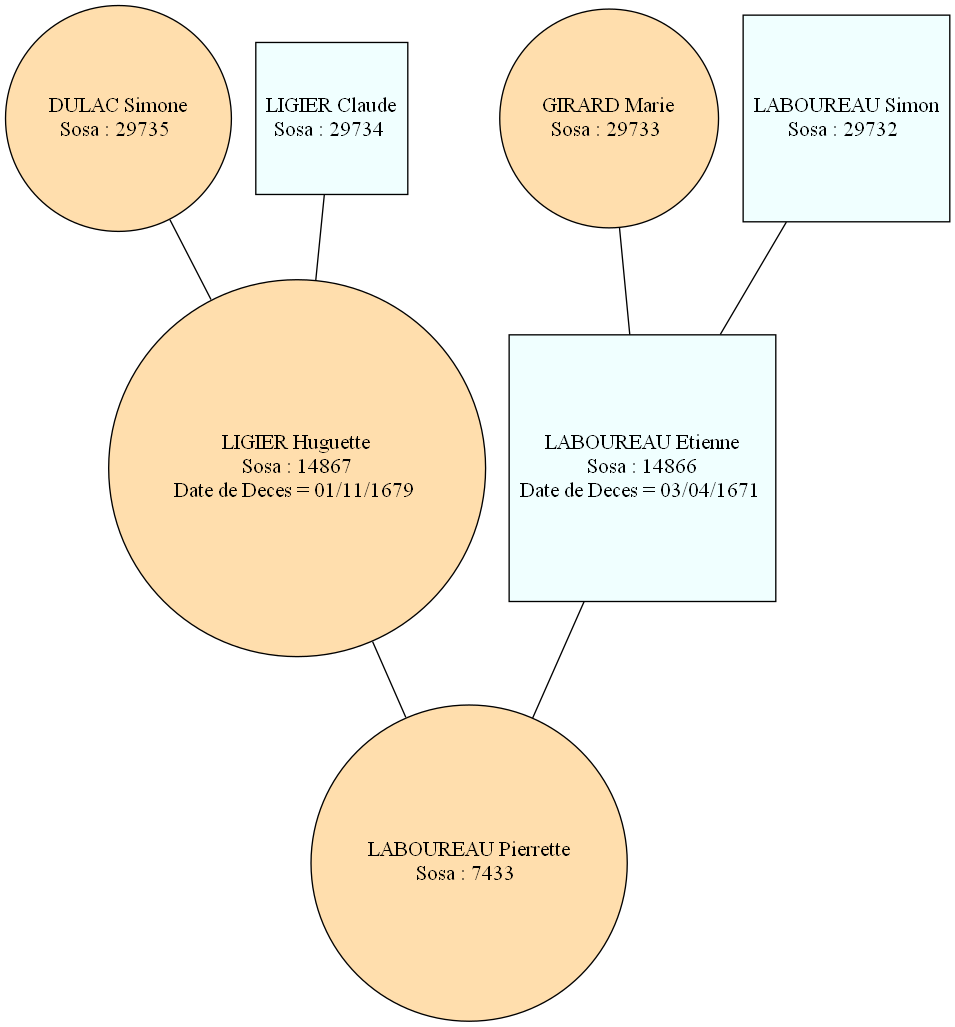 DULAC Simone
Sosa : 29735
LIGIER Claude
Sosa : 29734
GIRARD Marie
Sosa : 29733
LABOUREAU Simon
Sosa : 29732
LIGIER Huguette
Sosa : 14867
Date de Deces = 01/11/1679
LABOUREAU Etienne
Sosa : 14866
Date de Deces = 03/04/1671
LABOUREAU Pierrette
Sosa : 7433